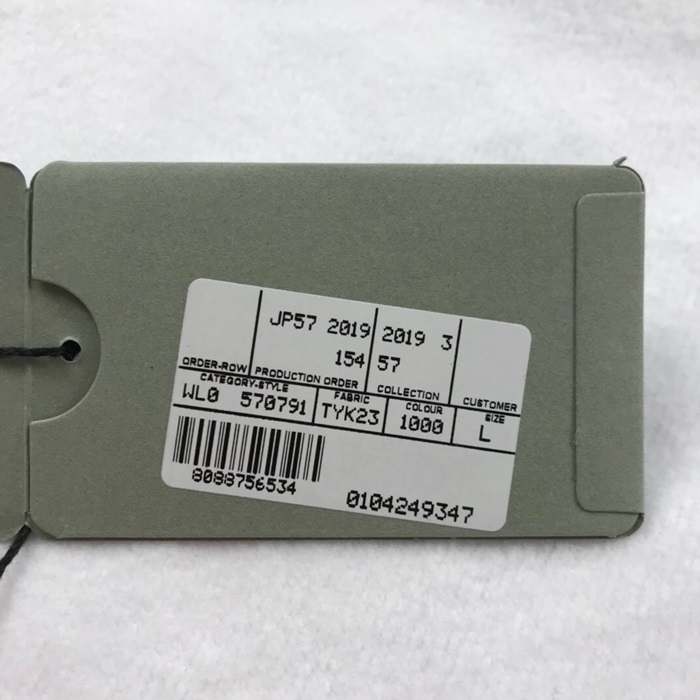 JP57 2019 2019 3
154 57
ORDER-ROW PRODUCTION ORDER COLLECTION CUSTOMER
CATEGORY-STYLE FABRIC COLOUR SIZE
WL0 570791 TYK23 1000 L
8088756534
0104249347